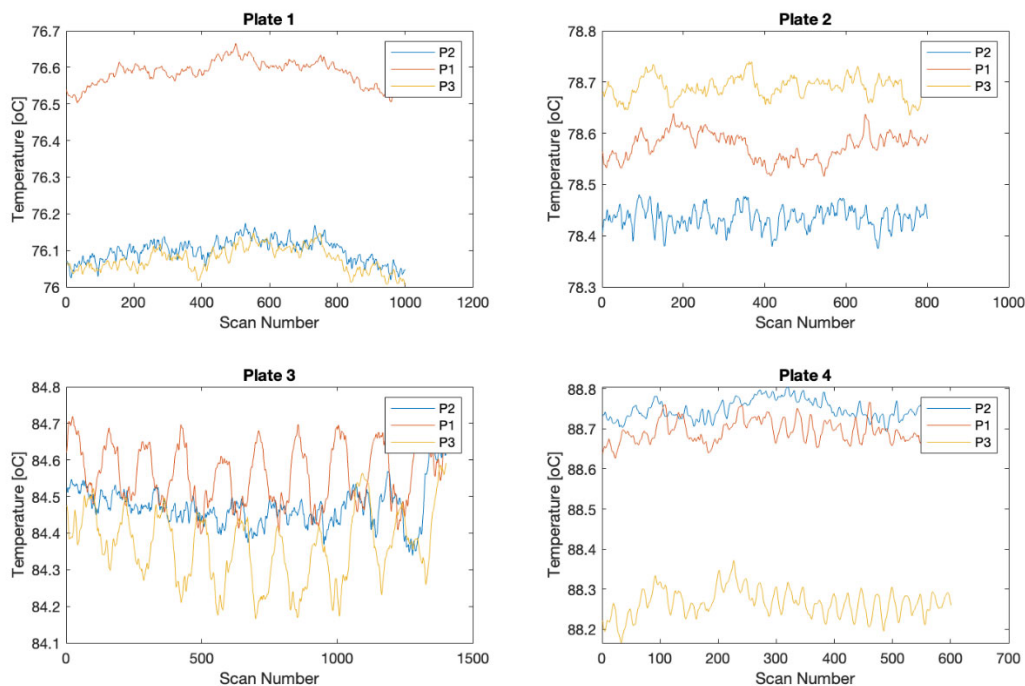 Plate 1
76.7
76.6
76.5
76.4
76.3
76.2
76.1
76
0 200 400 600 800 1000 1200
Temperature [oC]
Scan Number
P2
P1
P3
Plate 2
78.8
78.7
78.6
78.5
78.4
78.3
0 200 400 600 800 1000
Temperature [oC]
Scan Number
P2
P1
P3
Plate 3
84.8
84.7
84.6
84.5
84.4
84.3
84.2
84.1
0 500 1000 1500
Temperature [oC]
Scan Number
P2
P1
P3
Plate 4
88.8
88.7
88.6
88.5
88.4
88.3
88.2
0 100 200 300 400 500 600 700
Temperature [oC]
Scan Number
P2
P1
P3